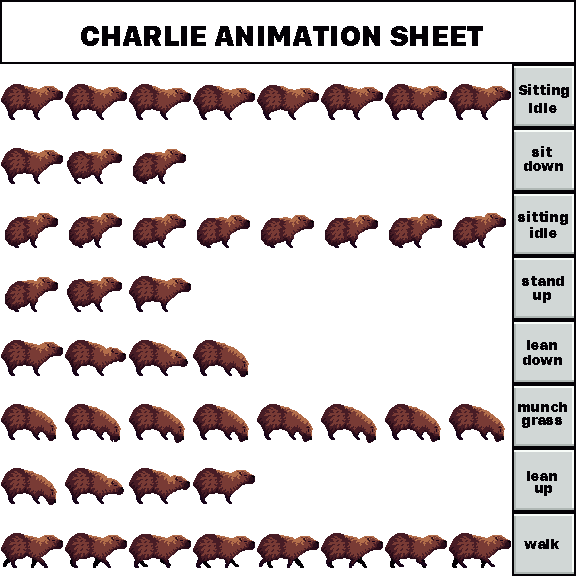 CHARLIE ANIMATION SHEET
Sitting
Idle
sit
down
sitting
idle
stand
up
lean
down
munch
grass
lean
up
walk